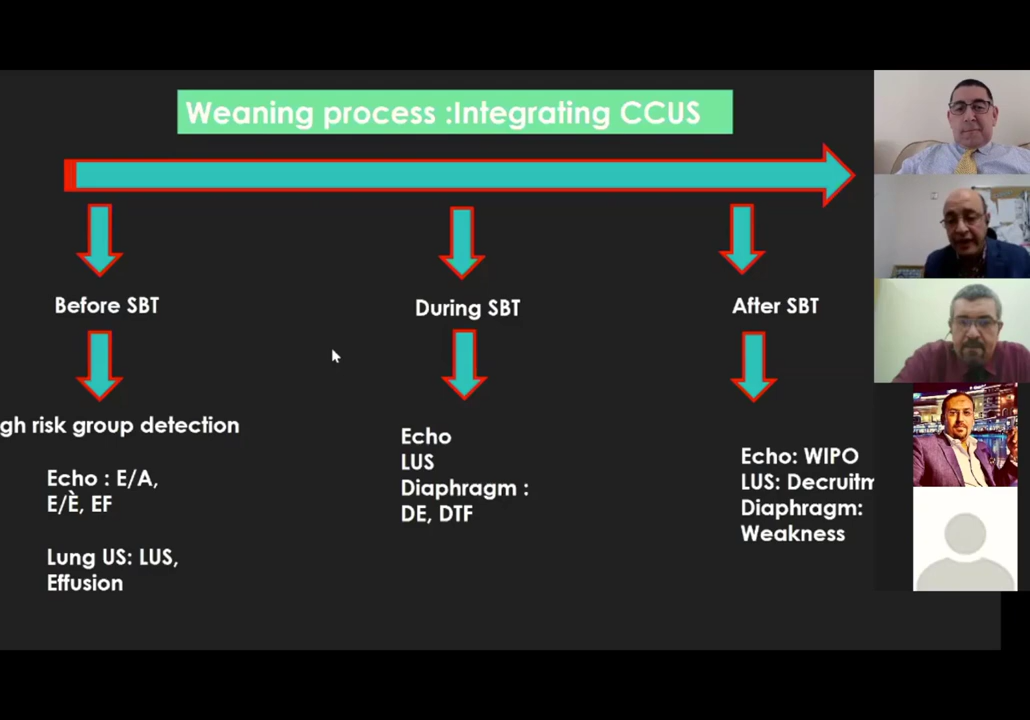 Weaning process :Integrating CCUS
Before SBT
During SBT
After SBT
gh risk group detection
Echo : E/A,
E/È, EF
Lung US: LUS,
Effusion
Echo
LUS
Diaphragm :
DE, DTF
Echo: WIPO
LUS: Decruitm
Diaphragm:
Weakness